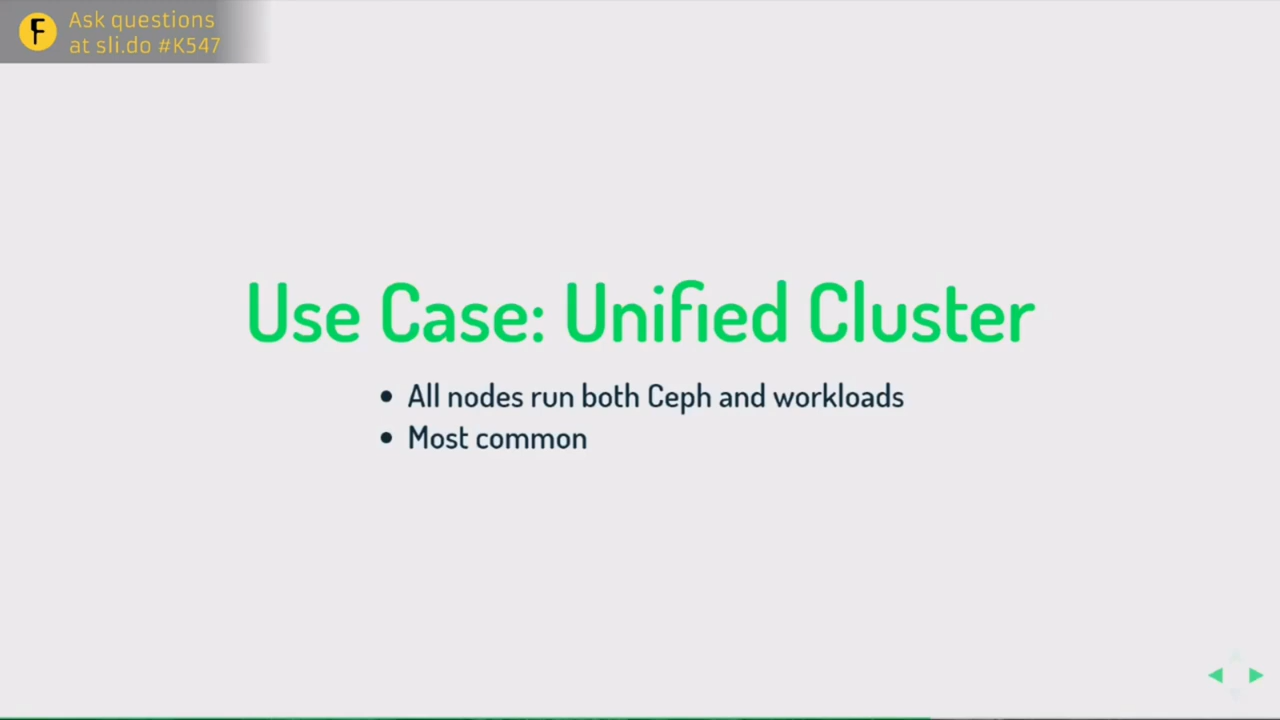 F
Ask questions
at sli.do #K547
Use Case: Unified Cluster
• All nodes run both Ceph and workloads
• Most common